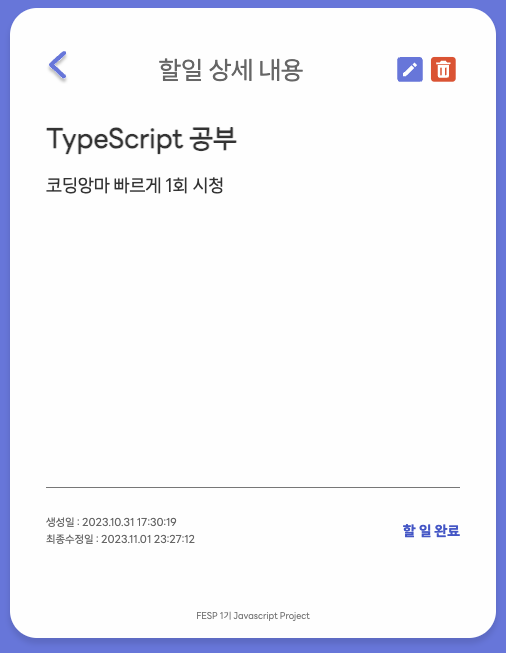 할일 상세 내용
TypeScript 공부
코딩앙마 빠르게 1회 시청
생성일 : 2023.10.31 17:30:19
최종수정일 : 2023.11.01 23:27:12
할 일 완료
FESP 1기 Javascript Project